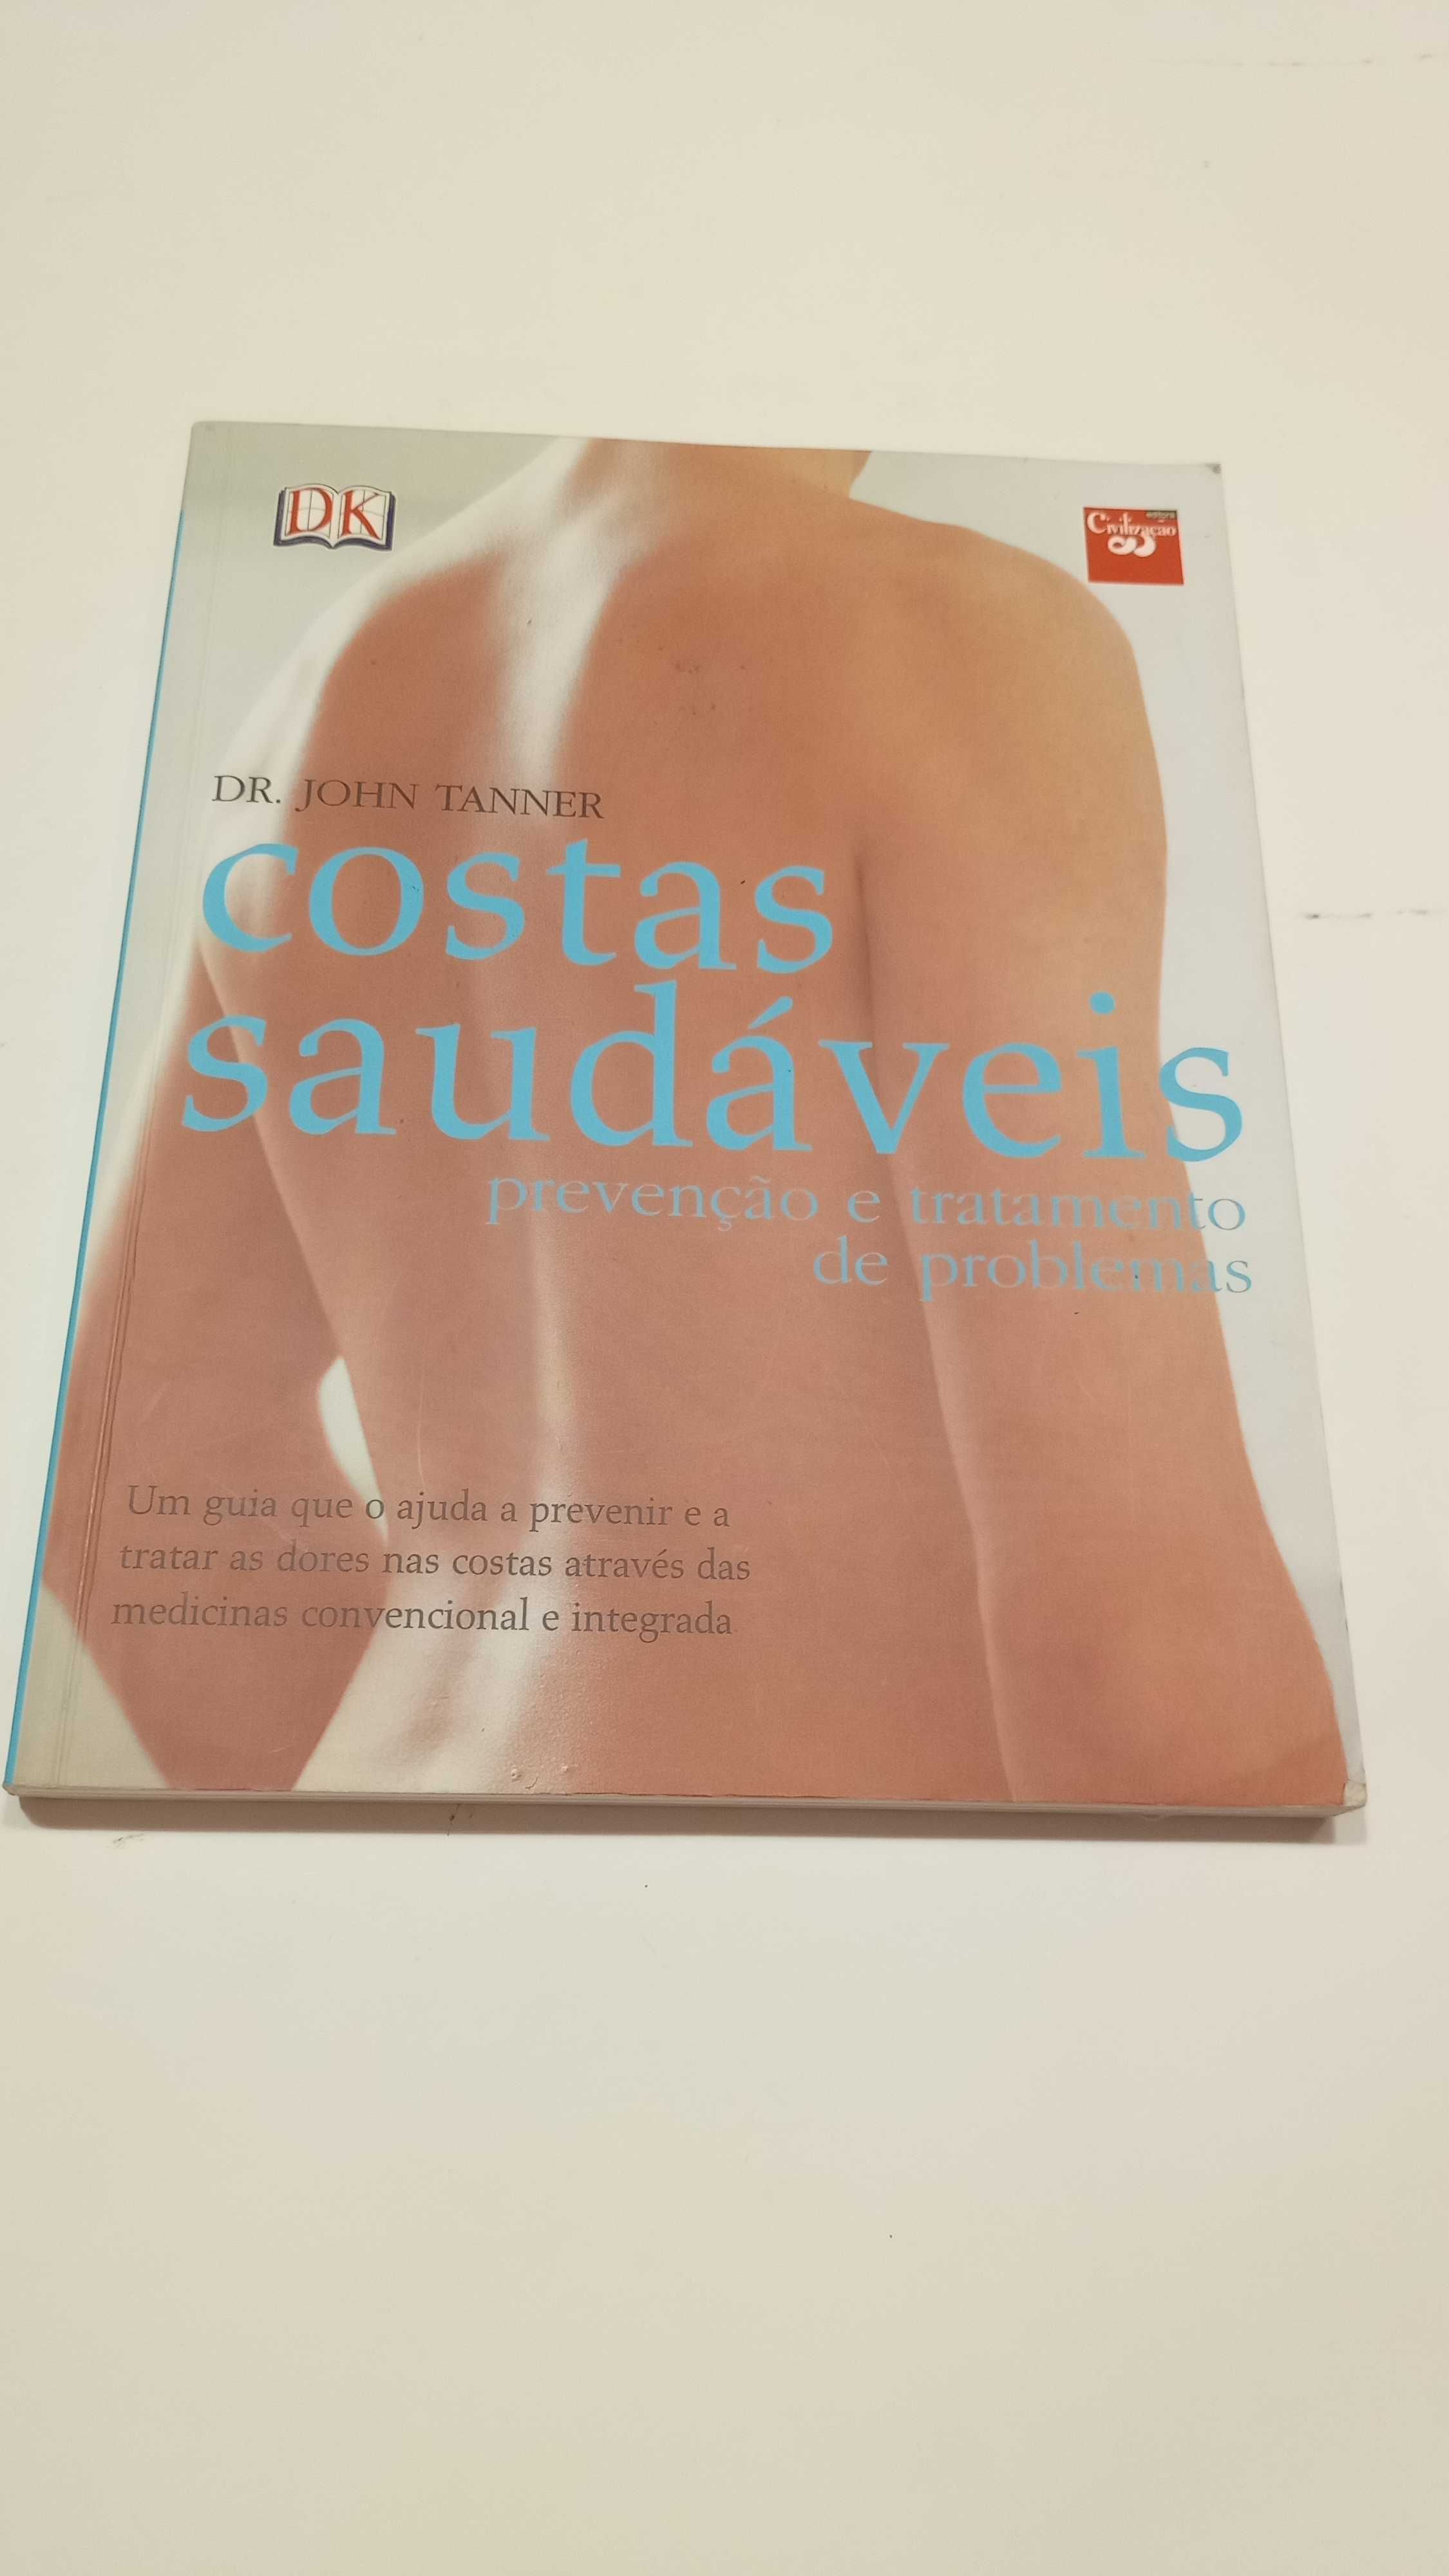 DK
editora
Civilização
DR. JOHN TANNER
costas
saudáveis
prevenção e tratamento
de problemas
Um guia que o ajuda a prevenir e a
tratar as dores nas costas através das
medicinas convencional e integrada